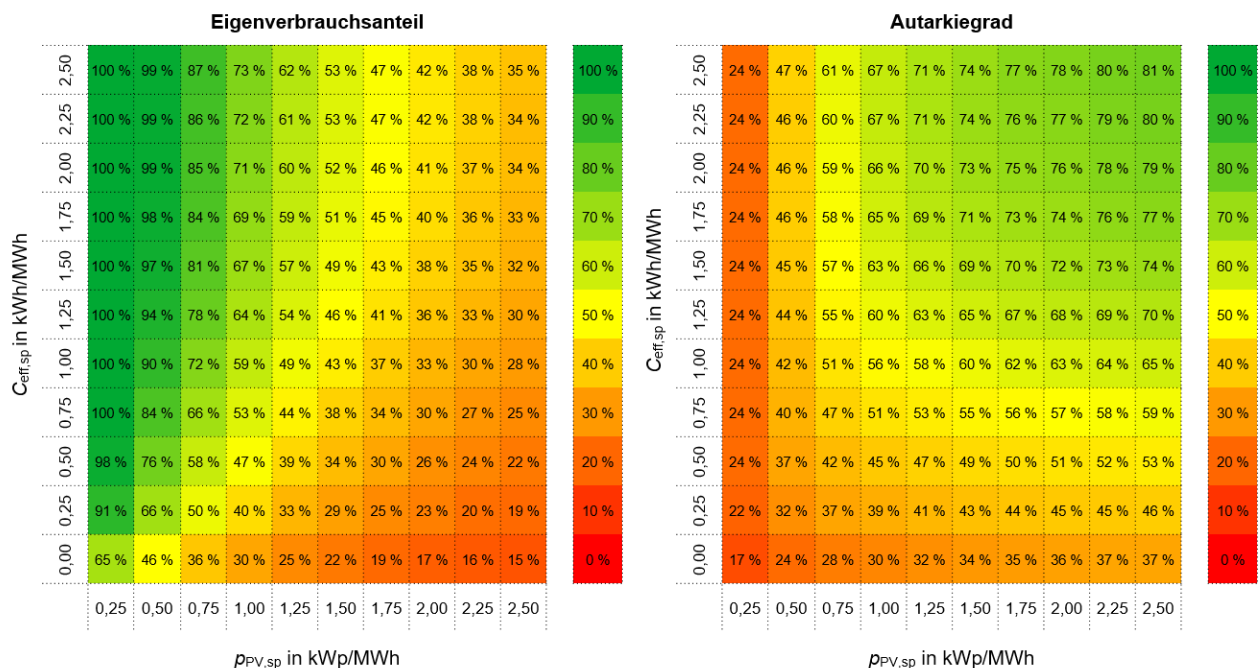 Eigenverbrauchsanteil Autarkiegrad
2,50 100 % 99 % 87 % 73 % 62 % 53 % 47 % 42 % 38 % 35 % 100 % 2,50 24 % 47 % 61 % 67 % 71 % 74 % 77 % 78 % 80 % 81 % 100 %
2,25 100 % 99 % 86 % 72 % 61 % 53 % 47 % 42 % 38 % 34 % 90 % 2,25 24 % 46 % 60 % 67 % 71 % 74 % 76 % 77 % 79 % 80 % 90 %
2,00 100 % 99 % 85 % 71 % 60 % 52 % 46 % 41 % 37 % 34 % 80 % 2,00 24 % 46 % 59 % 66 % 70 % 73 % 75 % 76 % 78 % 79 % 80 %
1,75 100 % 98 % 84 % 69 % 59 % 51 % 45 % 40 % 36 % 33 % 70 % 1,75 24 % 46 % 58 % 65 % 69 % 71 % 73 % 74 % 76 % 77 % 70 %
1,50 100 % 97 % 81 % 67 % 57 % 49 % 43 % 38 % 35 % 32 % 60 % 1,50 24 % 45 % 57 % 63 % 66 % 69 % 70 % 72 % 73 % 74 % 60 %
1,25 100 % 94 % 78 % 64 % 54 % 46 % 41 % 36 % 33 % 30 % 50 % 1,25 24 % 44 % 55 % 60 % 63 % 65 % 67 % 68 % 69 % 70 % 50 %
1,00 100 % 90 % 72 % 59 % 49 % 43 % 37 % 33 % 30 % 28 % 40 % 1,00 24 % 42 % 51 % 56 % 58 % 60 % 62 % 63 % 64 % 65 % 40 %
0,75 100 % 84 % 66 % 53 % 44 % 38 % 34 % 30 % 27 % 25 % 30 % 0,75 24 % 40 % 47 % 51 % 53 % 55 % 56 % 57 % 58 % 59 % 30 %
0,50 98 % 76 % 58 % 47 % 39 % 34 % 30 % 26 % 24 % 22 % 20 % 0,50 24 % 37 % 42 % 45 % 47 % 49 % 50 % 51 % 52 % 53 % 20 %
0,25 91 % 66 % 50 % 40 % 33 % 29 % 25 % 23 % 20 % 19 % 10 % 0,25 22 % 32 % 37 % 39 % 41 % 43 % 44 % 45 % 45 % 46 % 10 %
0,00 65 % 46 % 36 % 30 % 25 % 22 % 19 % 17 % 16 % 15 % 0 % 0,00 17 % 24 % 28 % 30 % 32 % 34 % 35 % 36 % 37 % 37 % 0 %
0,25 0,50 0,75 1,00 1,25 1,50 1,75 2,00 2,25 2,50 0,25 0,50 0,75 1,00 1,25 1,50 1,75 2,00 2,25 2,50
Ceff,sp in kWh/MWh Ceff,sp in kWh/MWh
pPV,sp in kWp/MWh pPV,sp in kWp/MWh